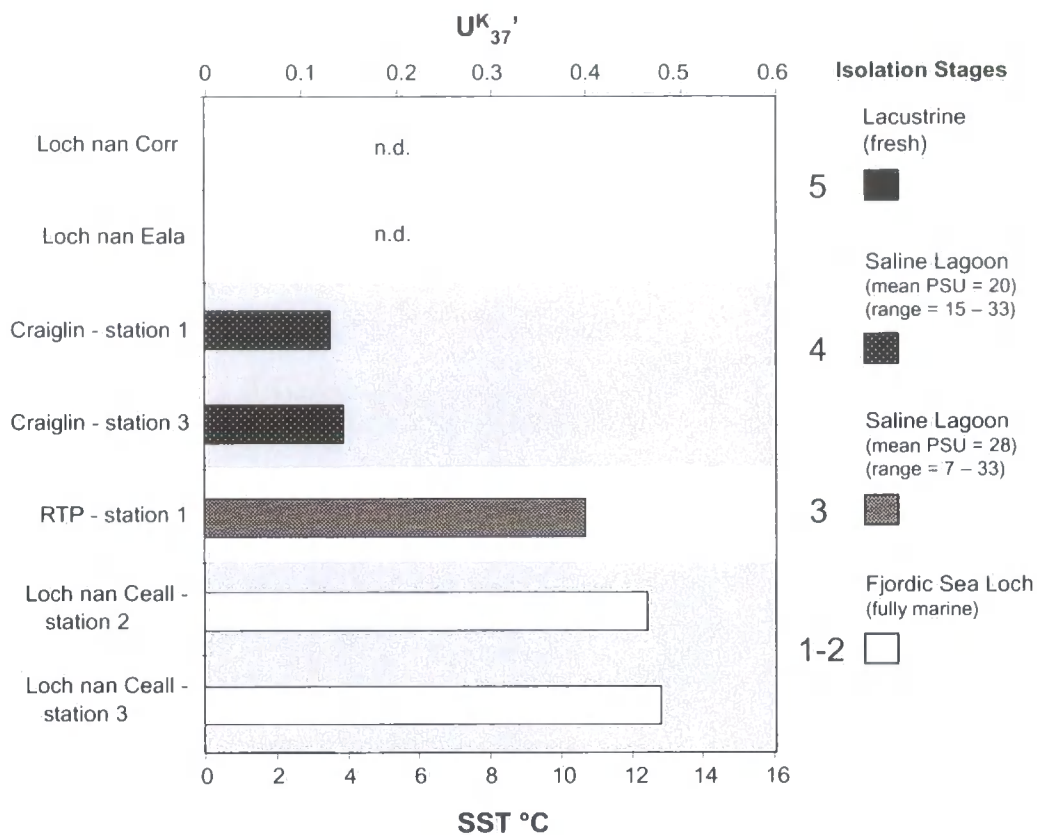 U^K_37'
0 0.1 0.2 0.3 0.4 0.5 0.6
Loch nan Corr
n.d.
Loch nan Eala
n.d.
Craiglin - station 1
Craiglin - station 3
RTP - station 1
Loch nan Ceall -
station 2
Loch nan Ceall -
station 3
0 2 4 6 8 10 12 14 16
SST °C
Isolation Stages
Lacustrine
(fresh)
5
Saline Lagoon
(mean PSU = 20)
(range = 15 – 33)
4
Saline Lagoon
(mean PSU = 28)
(range = 7 – 33)
3
Fjordic Sea Loch
(fully marine)
1-2